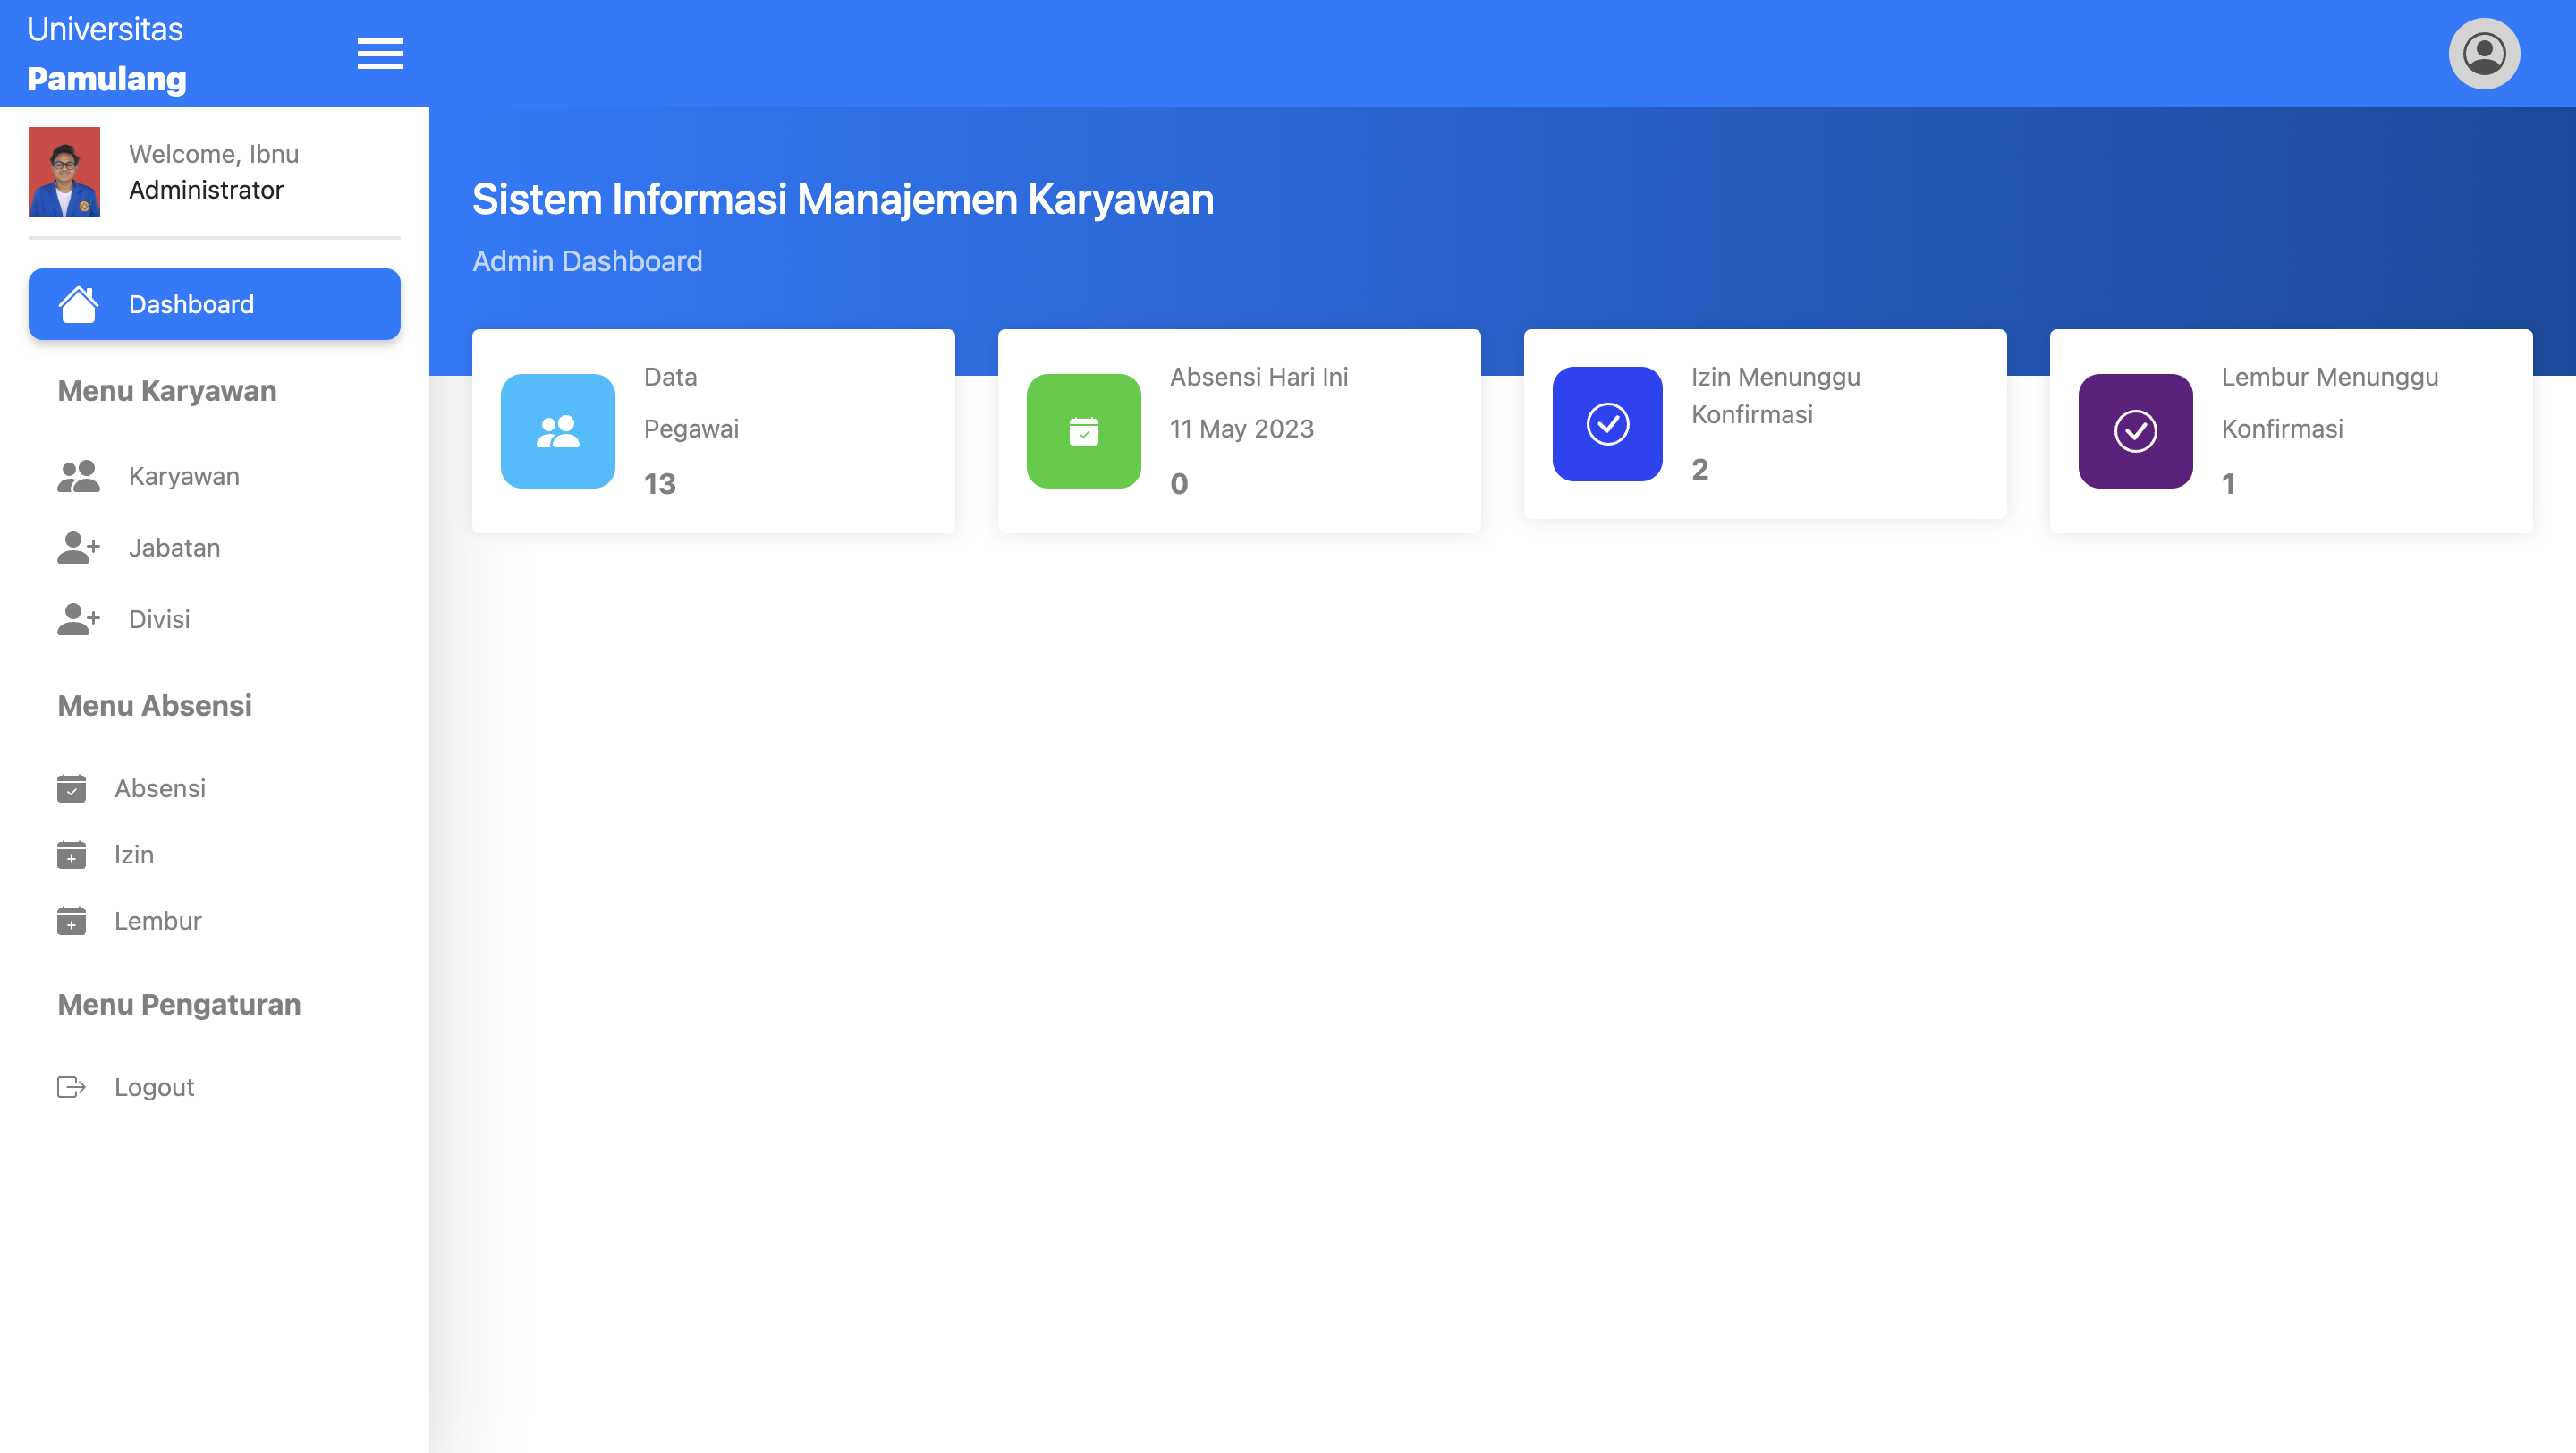 Universitas
Pamulang
Welcome, Ibnu
Administrator
Dashboard
Menu Karyawan
Karyawan
Jabatan
Divisi
Menu Absensi
Absensi
Izin
Lembur
Menu Pengaturan
Logout
Sistem Informasi Manajemen Karyawan
Admin Dashboard
Data
Pegawai
13
Absensi Hari Ini
11 May 2023
0
Izin Menunggu
Konfirmasi
2
Lembur Menunggu
Konfirmasi
1